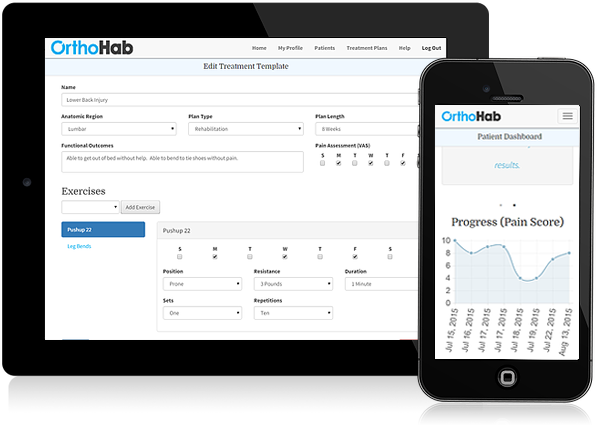 OrthoHab
Home My Profile Patients Treatment Plans Help Log Out
Edit Treatment Template
Name
Lower Back Injury
Anatomic Region Plan Type Plan Length
Lumbar Rehabilitation 8 Weeks
Functional Outcomes Pain Assessment (VAS)
Able to get out of bed without help. Able to bend to tie shoes without pain.
S M T W T F
Exercises
Add Exercise
Pushup 22
Leg Bends
Pushup 22
S M T W T F S
Position Resistance Duration
Prone 3 Pounds 1 Minute
Sets Repetitions
One Ten
OrthoHab
Patient Dashboard
results.
Progress (Pain Score)
10
8
6
4
2
0
Jul 15, 2015
Jul 16, 2015
Jul 17, 2015
Jul 17, 2015
Jul 18, 2015
Jul 19, 2015
Jul 22, 2015
Aug 13, 2015